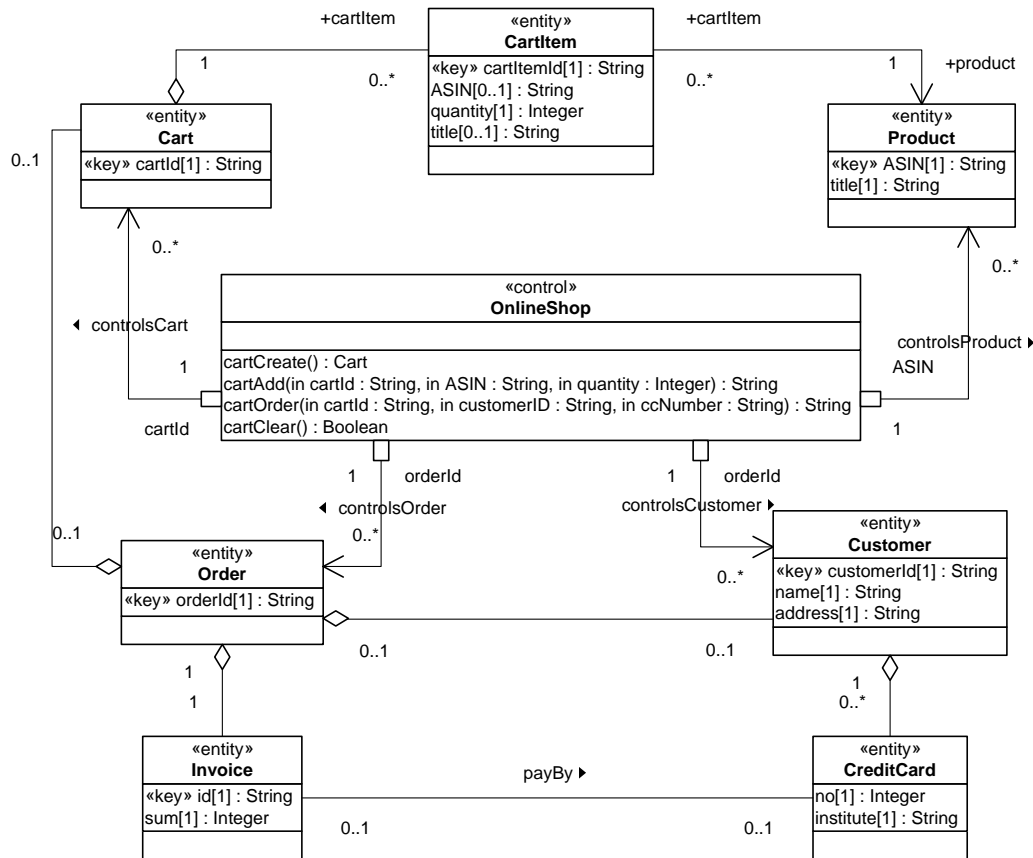 +cartItem
+cartItem
«entity»
CartItem
«key» cartItemId[1] : String
ASIN[0..1] : String
quantity[1] : Integer
title[0..1] : String
1
0..*
0..*
1
+product
«entity»
Cart
«key» cartId[1] : String
0..1
«entity»
Product
«key» ASIN[1] : String
title[1] : String
0..*
0..*
«control»
OnlineShop
cartCreate() : Cart
cartAdd(in cartId : String, in ASIN : String, in quantity : Integer) : String
cartOrder(in cartId : String, in customerID : String, in ccNumber : String) : String
cartClear() : Boolean
controlsCart
controlsProduct
1
ASIN
cartId
1
1
orderId
1
orderId
controlsOrder
controlsCustomer
0..1
0..*
0..*
«entity»
Order
«key» orderId[1] : String
«entity»
Customer
«key» customerId[1] : String
name[1] : String
address[1] : String
0..1
0..1
1
1
1
0..*
«entity»
Invoice
«key» id[1] : String
sum[1] : Integer
payBy
«entity»
CreditCard
no[1] : Integer
institute[1] : String
0..1
0..1